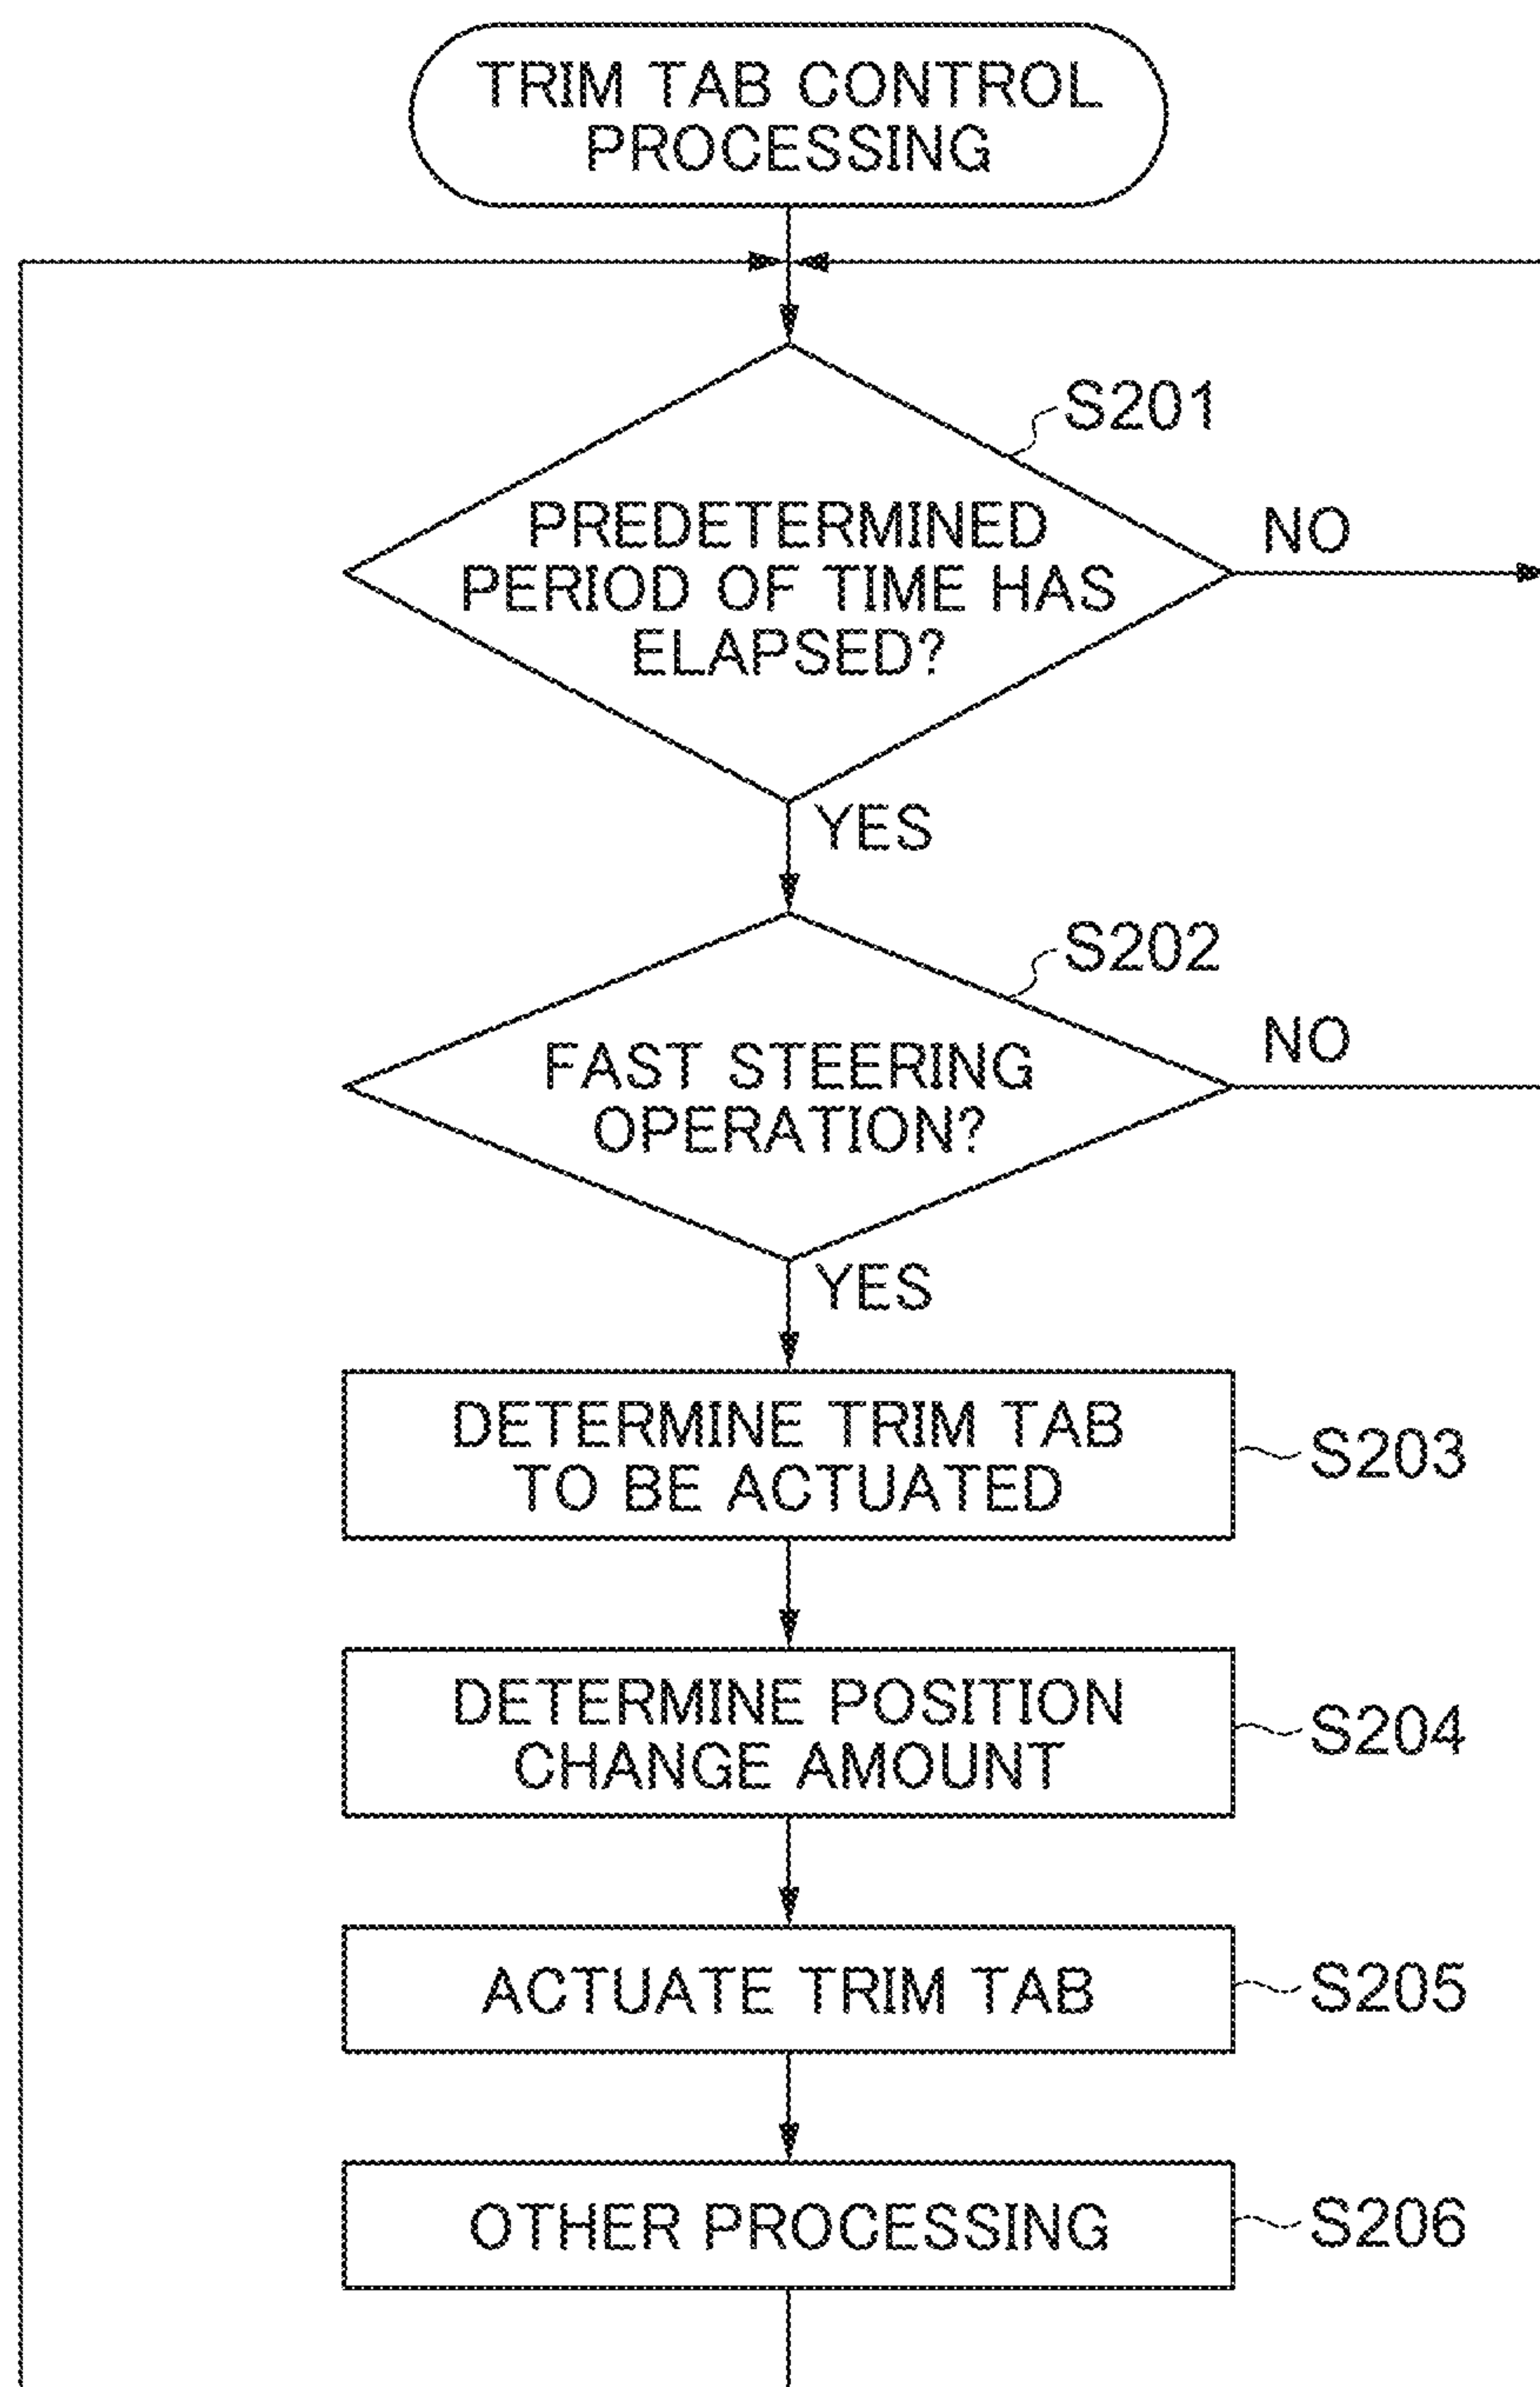 TRIM TAB CONTROL
PROCESSING
S201
PREDETERMINED
PERIOD OF TIME HAS
ELAPSED?
NO
YES
S202
FAST STEERING
OPERATION?
NO
YES
DETERMINE TRIM TAB
TO BE ACTUATED
S203
DETERMINE POSITION
CHANGE AMOUNT
S204
ACTUATE TRIM TAB
S205
OTHER PROCESSING
S206